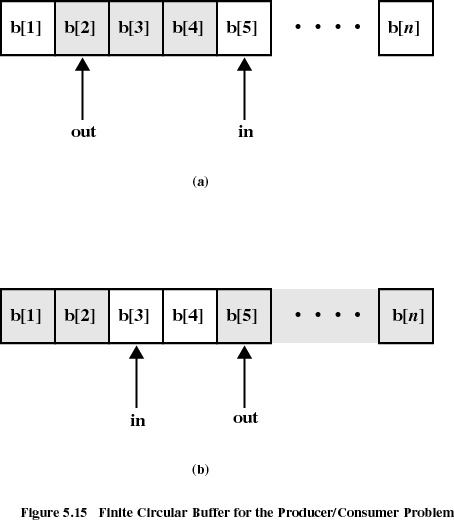 b[1] b[2] b[3] b[4] b[5] • • • • b[n]
out in
(a)
b[1] b[2] b[3] b[4] b[5] • • • • b[n]
in out
(b)
Figure 5.15 Finite Circular Buffer for the Producer/Consumer Problem